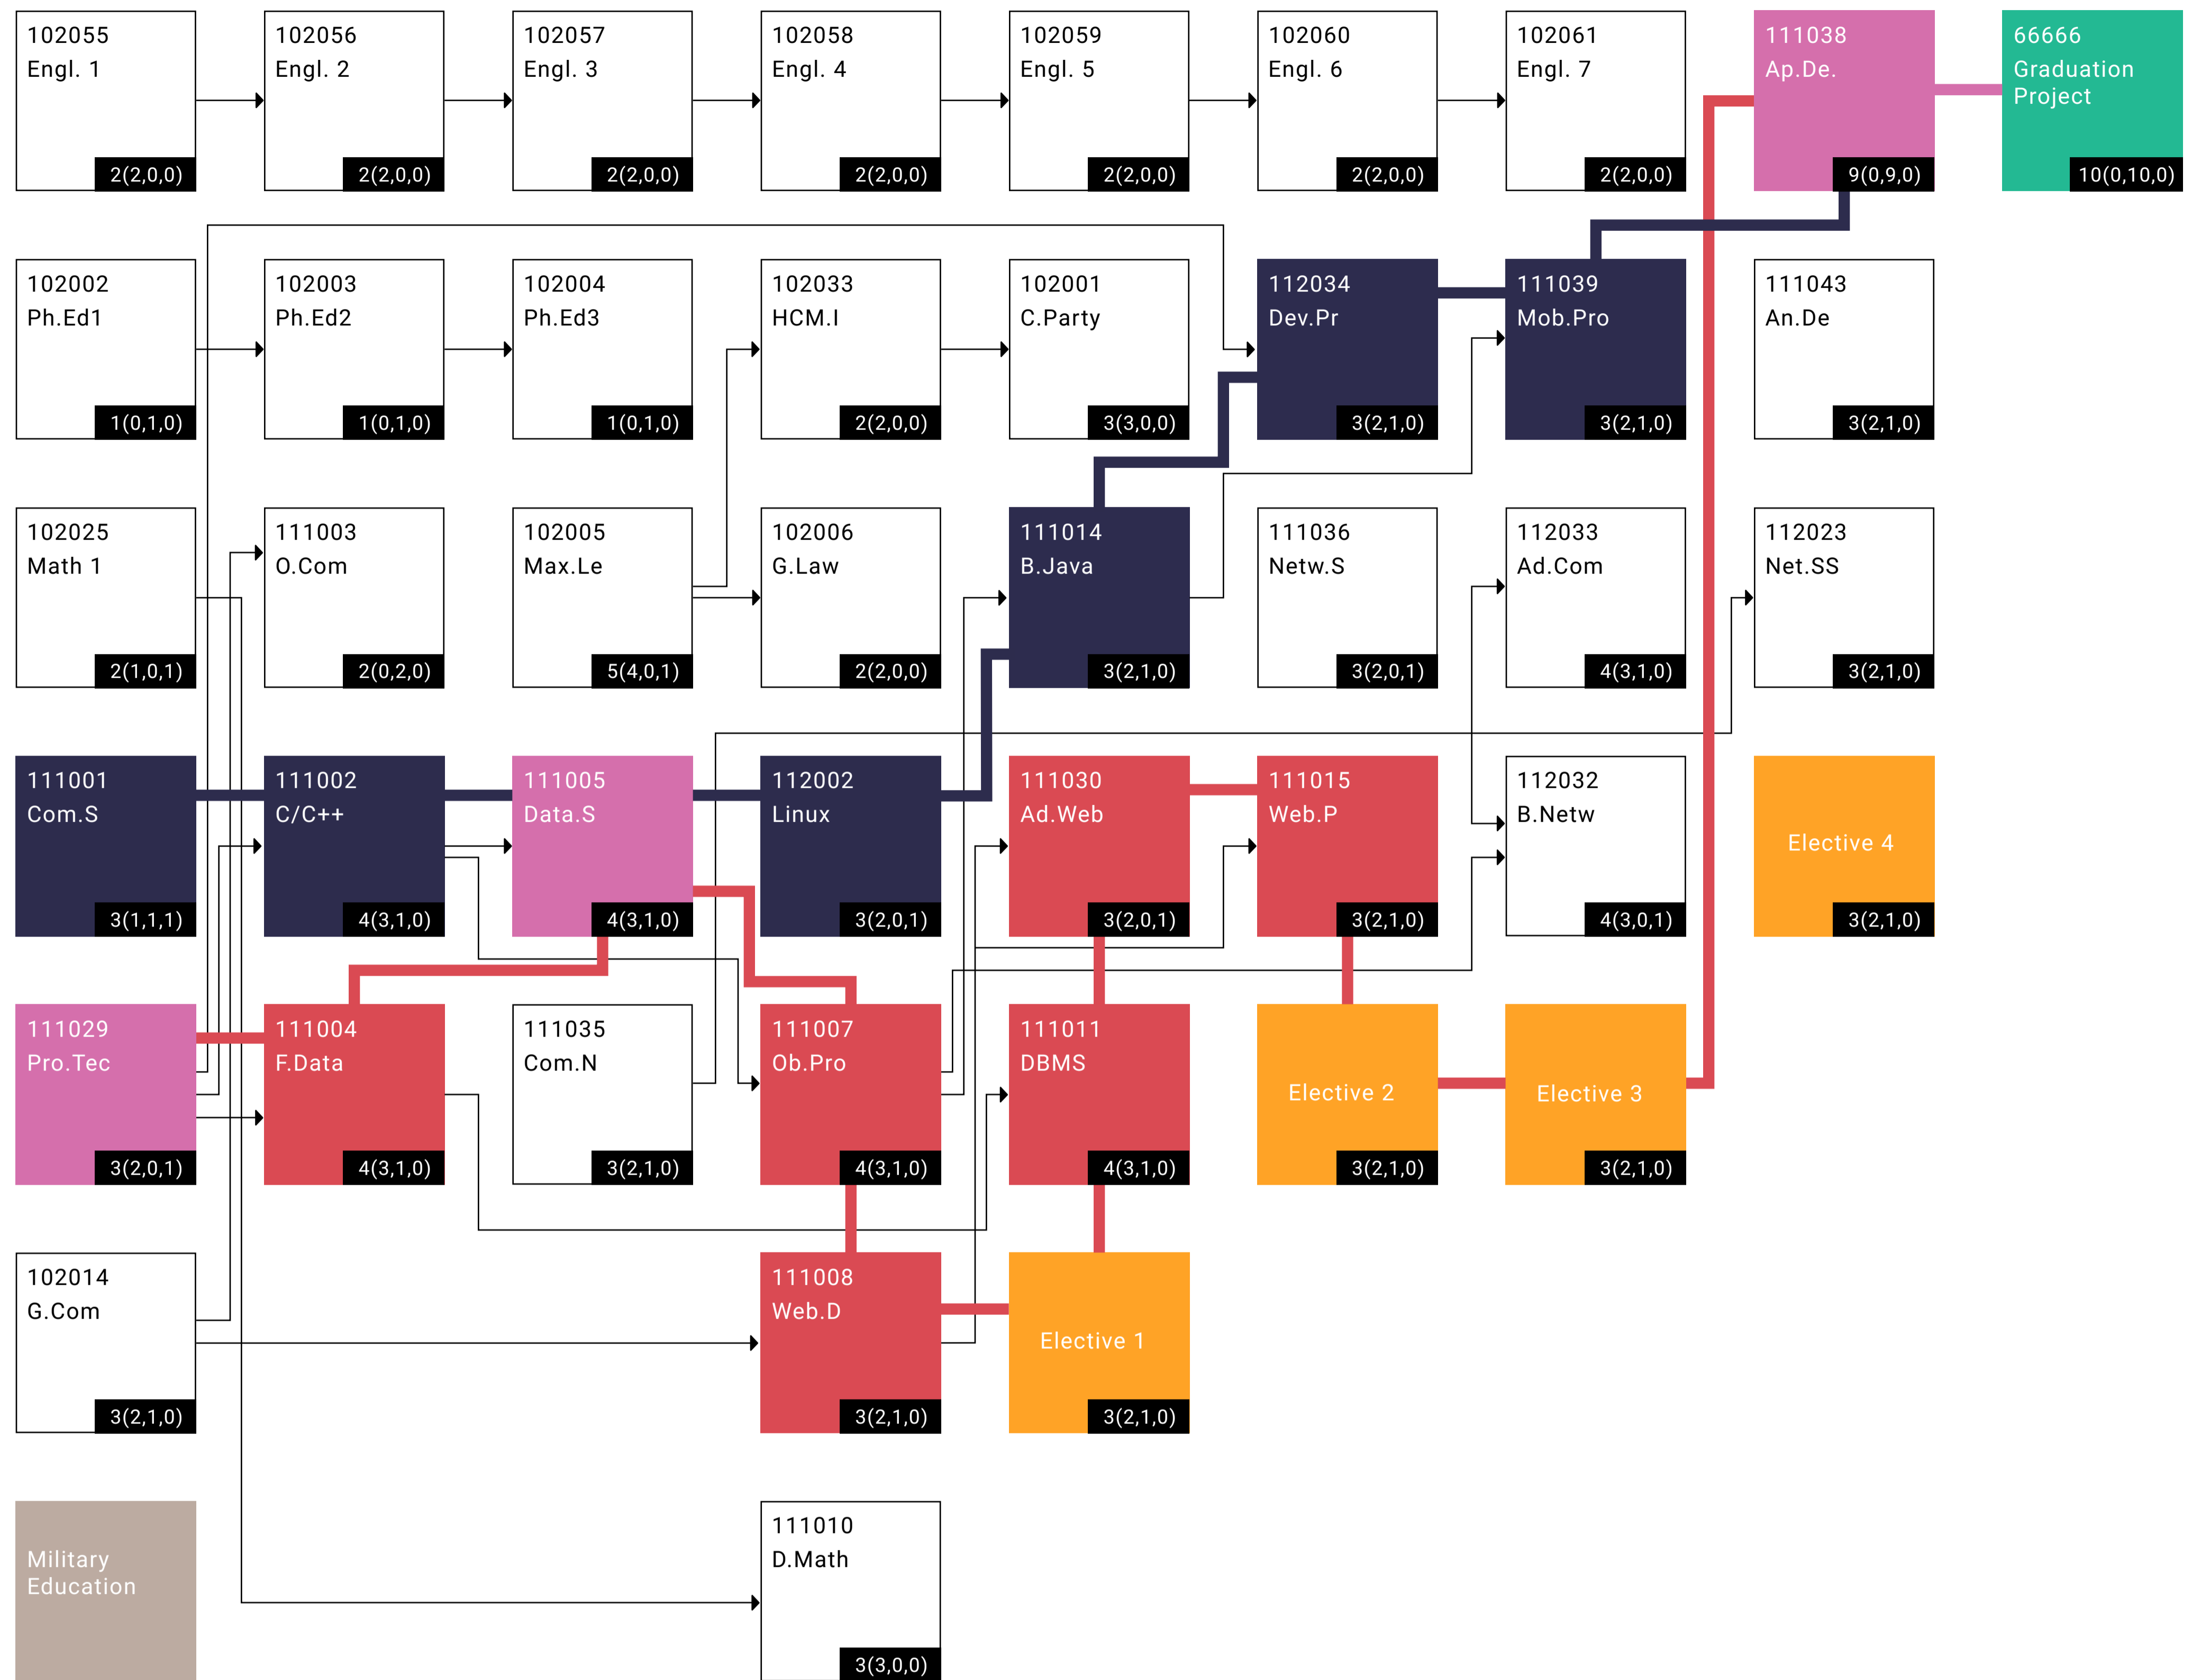 102055
Engl. 1
2(2,0,0)
102056
Engl. 2
2(2,0,0)
102057
Engl. 3
2(2,0,0)
102058
Engl. 4
2(2,0,0)
102059
Engl. 5
2(2,0,0)
102060
Engl. 6
2(2,0,0)
102061
Engl. 7
2(2,0,0)
111038
Ap.De.
9(0,9,0)
66666
Graduation
Project
10(0,10,0)
102002
Ph.Ed1
1(0,1,0)
102003
Ph.Ed2
1(0,1,0)
102004
Ph.Ed3
1(0,1,0)
102033
HCM.I
2(2,0,0)
102001
C.Party
3(3,0,0)
112034
Dev.Pr
3(2,1,0)
111039
Mob.Pro
3(2,1,0)
111043
An.De
3(2,1,0)
102025
Math 1
2(1,0,1)
111003
O.Com
2(0,2,0)
102005
Max.Le
5(4,0,1)
102006
G.Law
2(2,0,0)
111014
B.Java
3(2,1,0)
111036
Netw.S
3(2,0,1)
112033
Ad.Com
4(3,1,0)
112023
Net.SS
3(2,1,0)
111001
Com.S
3(1,1,1)
111002
C/C++
4(3,1,0)
111005
Data.S
4(3,1,0)
112002
Linux
3(2,0,1)
111030
Ad.Web
3(2,0,1)
111015
Web.P
3(2,1,0)
112032
B.Netw
4(3,0,1)
Elective 4
3(2,1,0)
111029
Pro.Tec
3(2,0,1)
111004
F.Data
4(3,1,0)
111035
Com.N
3(2,1,0)
111007
Ob.Pro
4(3,1,0)
111011
DBMS
4(3,1,0)
Elective 2
3(2,1,0)
Elective 3
3(2,1,0)
102014
G.Com
3(2,1,0)
111008
Web.D
3(2,1,0)
Elective 1
3(2,1,0)
Military
Education
111010
D.Math
3(3,0,0)